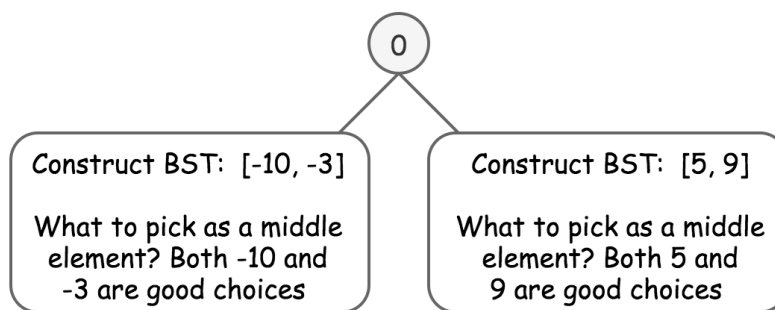 0
Construct BST: [-10, -3]
What to pick as a middle
element? Both -10 and
-3 are good choices
Construct BST: [5, 9]
What to pick as a middle
element? Both 5 and
9 are good choices